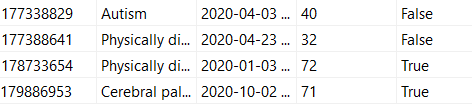 177338829 Autism 2020-04-03 ... 40 False
177388641 Physically di... 2020-04-23 ... 32 False
178733654 Physically di... 2020-01-03 ... 72 True
179886953 Cerebral pal... 2020-10-02 ... 71 True